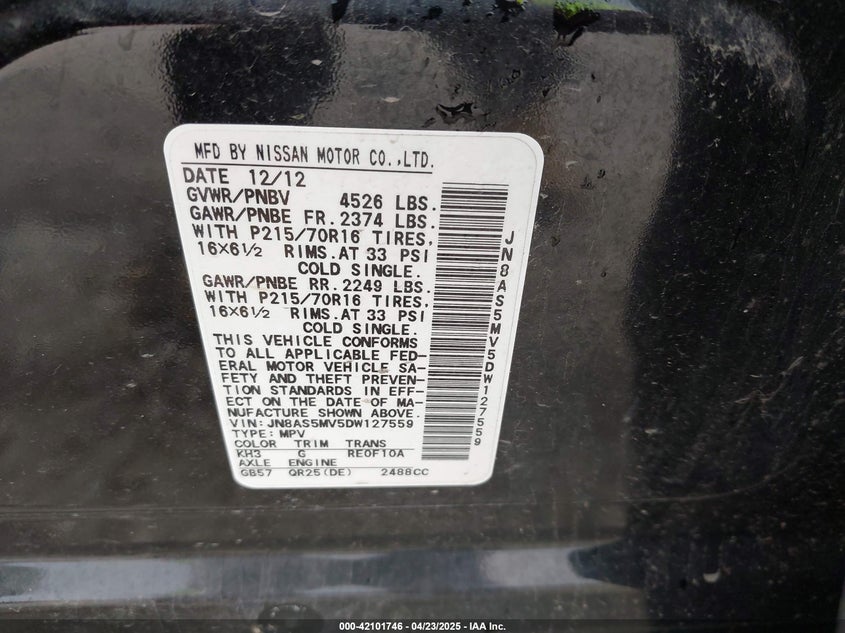 MFD BY NISSAN MOTOR CO.,LTD.
DATE 12/12
GVWR/PNBV 4526 LBS.
GAWR/PNBE FR. 2374 LBS.
WITH P215/70R16 TIRES,
16×6½ RIMS. AT 33 PSI
COLD SINGLE.
GAWR/PNBE RR. 2249 LBS.
WITH P215/70R16 TIRES,
16×6½ RIMS. AT 33 PSI
COLD SINGLE.
THIS VEHICLE CONFORMS
TO ALL APPLICABLE FED-
ERAL MOTOR VEHICLE SA-
FETY AND THEFT PREVEN-
TION STANDARDS IN EFF-
ECT ON THE DATE OF MA-
NUFACTURE SHOWN ABOVE.
VIN: JN8AS5MV5DW127559
TYPE: MPV
COLOR TRIM TRANS
KH3 G RE0F10A
AXLE ENGINE
GB57 QR25(DE) 2488CC
JN8AS5MV5DW127559
000-42101746 - 04/23/2025 - IAA Inc.